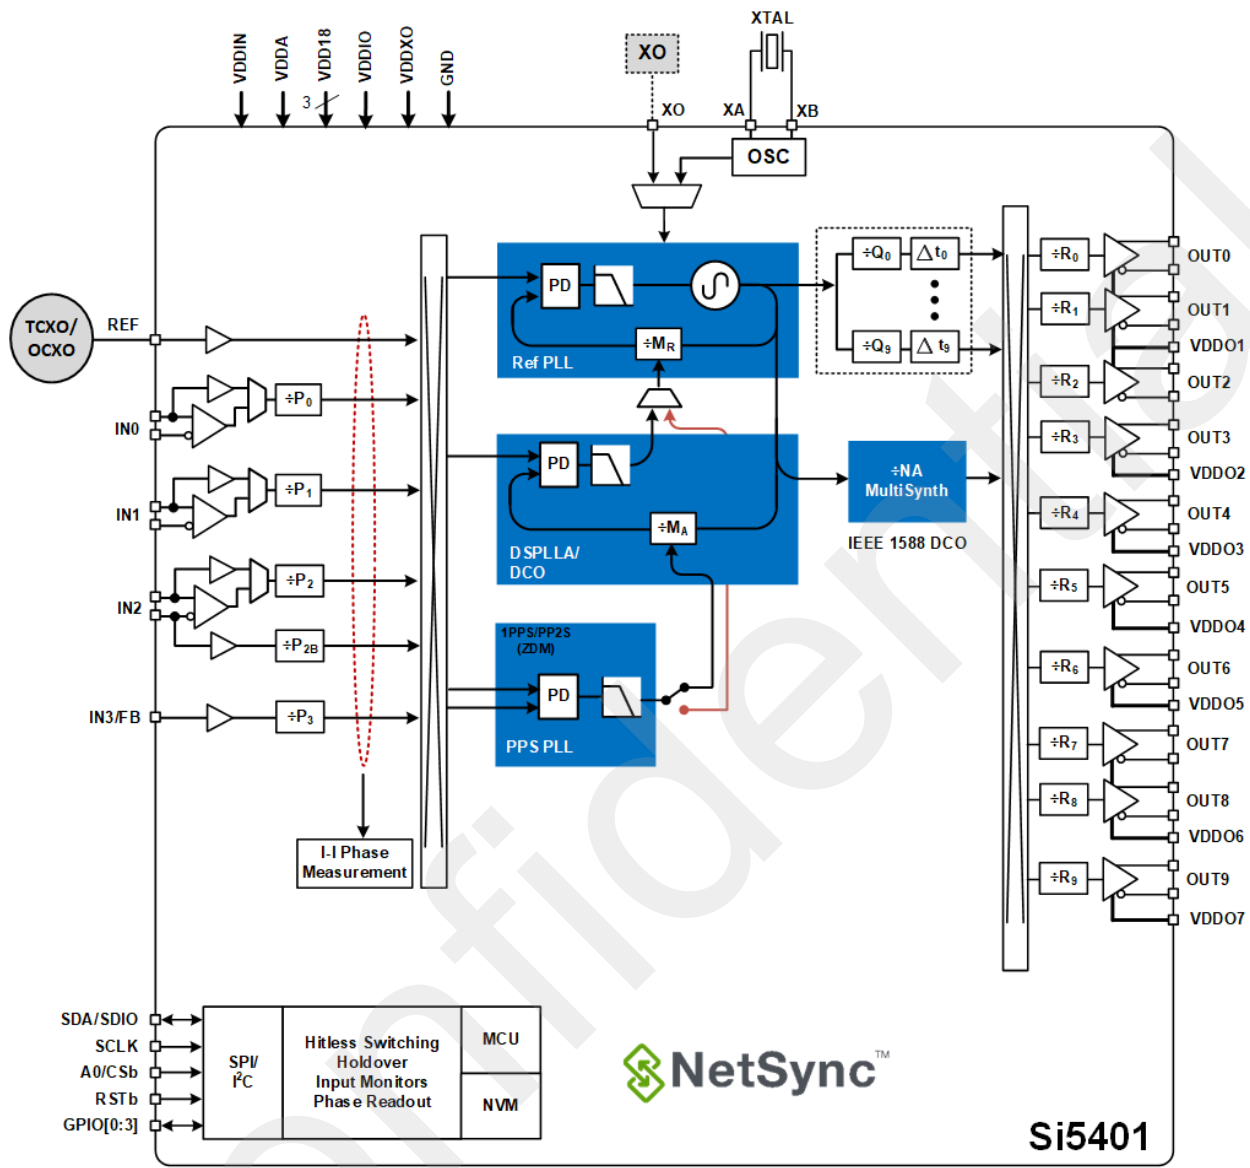 XTAL
VDDIN
VDDA
VDD18
VDDIO
VDDXO
GND
3
XO
XO
XA
XB
OSC
TCXO/
OCXO
REF
IN0
IN1
IN2
IN3/FB
÷P0
÷P1
÷P2
÷P2B
÷P3
I-I Phase
Measurement
PD
÷MR
Ref PLL
PD
÷MA
DSPLLA/
DCO
1PPS/PP2S
(ZDM)
PD
PPS PLL
÷Q0
Δ t0
÷Q9
Δ t9
÷NA
MultiSynth
IEEE 1588 DCO
÷R0
÷R1
÷R2
÷R3
÷R4
÷R5
÷R6
÷R7
÷R8
÷R9
OUT0
OUT1
VDDO1
OUT2
OUT3
VDDO2
OUT4
VDDO3
OUT5
VDDO4
OUT6
VDDO5
OUT7
OUT8
VDDO6
OUT9
VDDO7
SDA/SDIO
SCLK
A0/CSb
RSTb
GPIO[0:3]
SPI/
I²C
Hitless Switching
Holdover
Input Monitors
Phase Readout
MCU
NVM
NetSync™
Si5401
onfidential